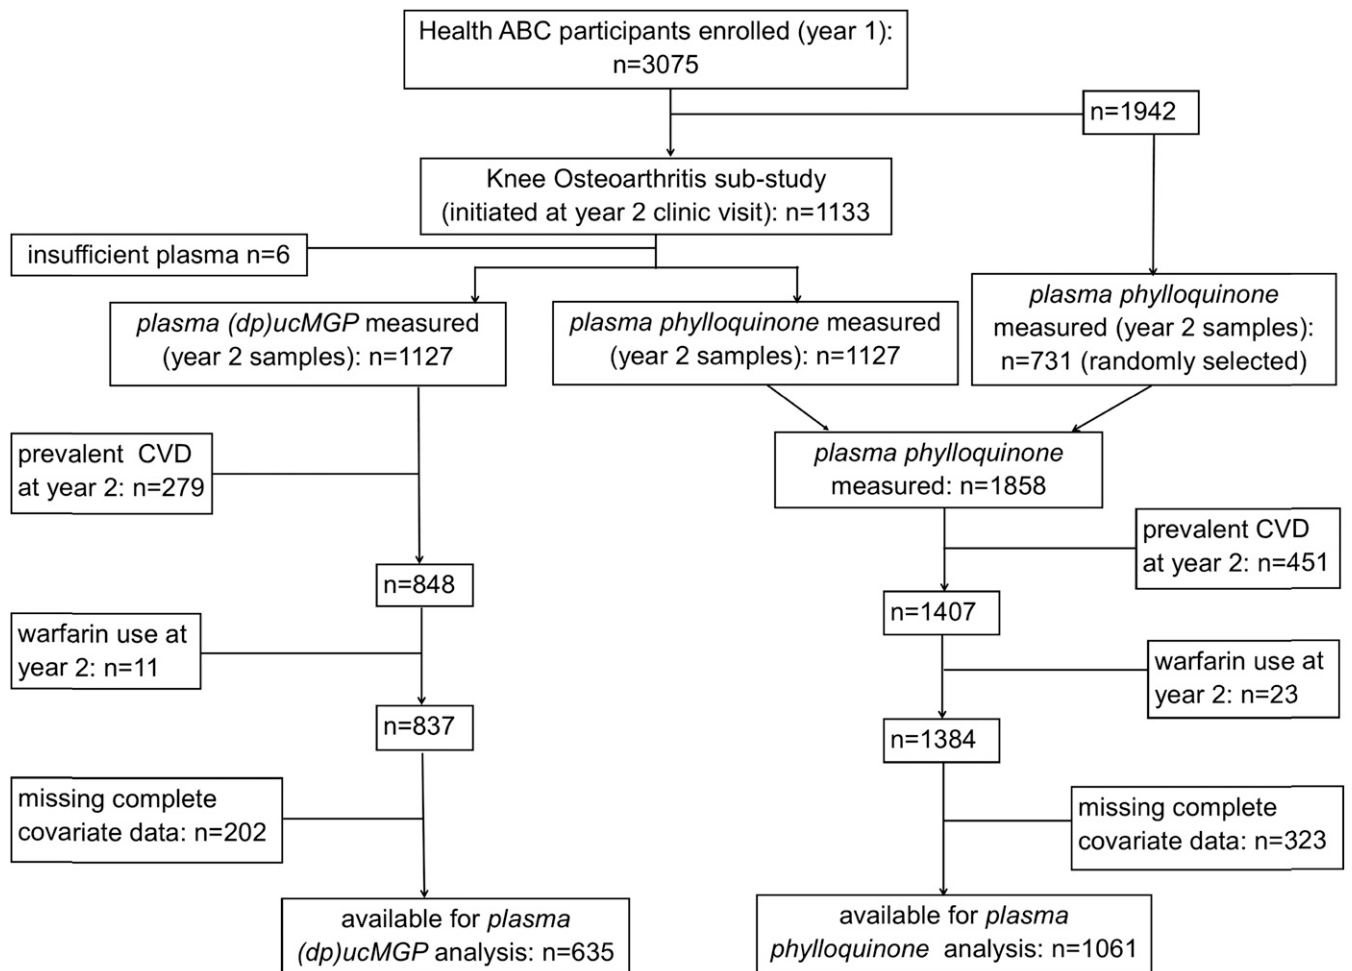 Health ABC participants enrolled (year 1):
n=3075
n=1942
Knee Osteoarthritis sub-study
(initiated at year 2 clinic visit): n=1133
insufficient plasma n=6
plasma (dp)ucMGP measured
(year 2 samples): n=1127
plasma phylloquinone measured
(year 2 samples): n=1127
plasma phylloquinone
measured (year 2 samples):
n=731 (randomly selected)
plasma phylloquinone
measured: n=1858
prevalent CVD
at year 2: n=279
prevalent CVD
at year 2: n=451
n=848
n=1407
warfarin use at
year 2: n=11
warfarin use at
year 2: n=23
n=837
n=1384
missing complete
covariate data: n=202
missing complete
covariate data: n=323
available for plasma
(dp)ucMGP analysis: n=635
available for plasma
phylloquinone analysis: n=1061